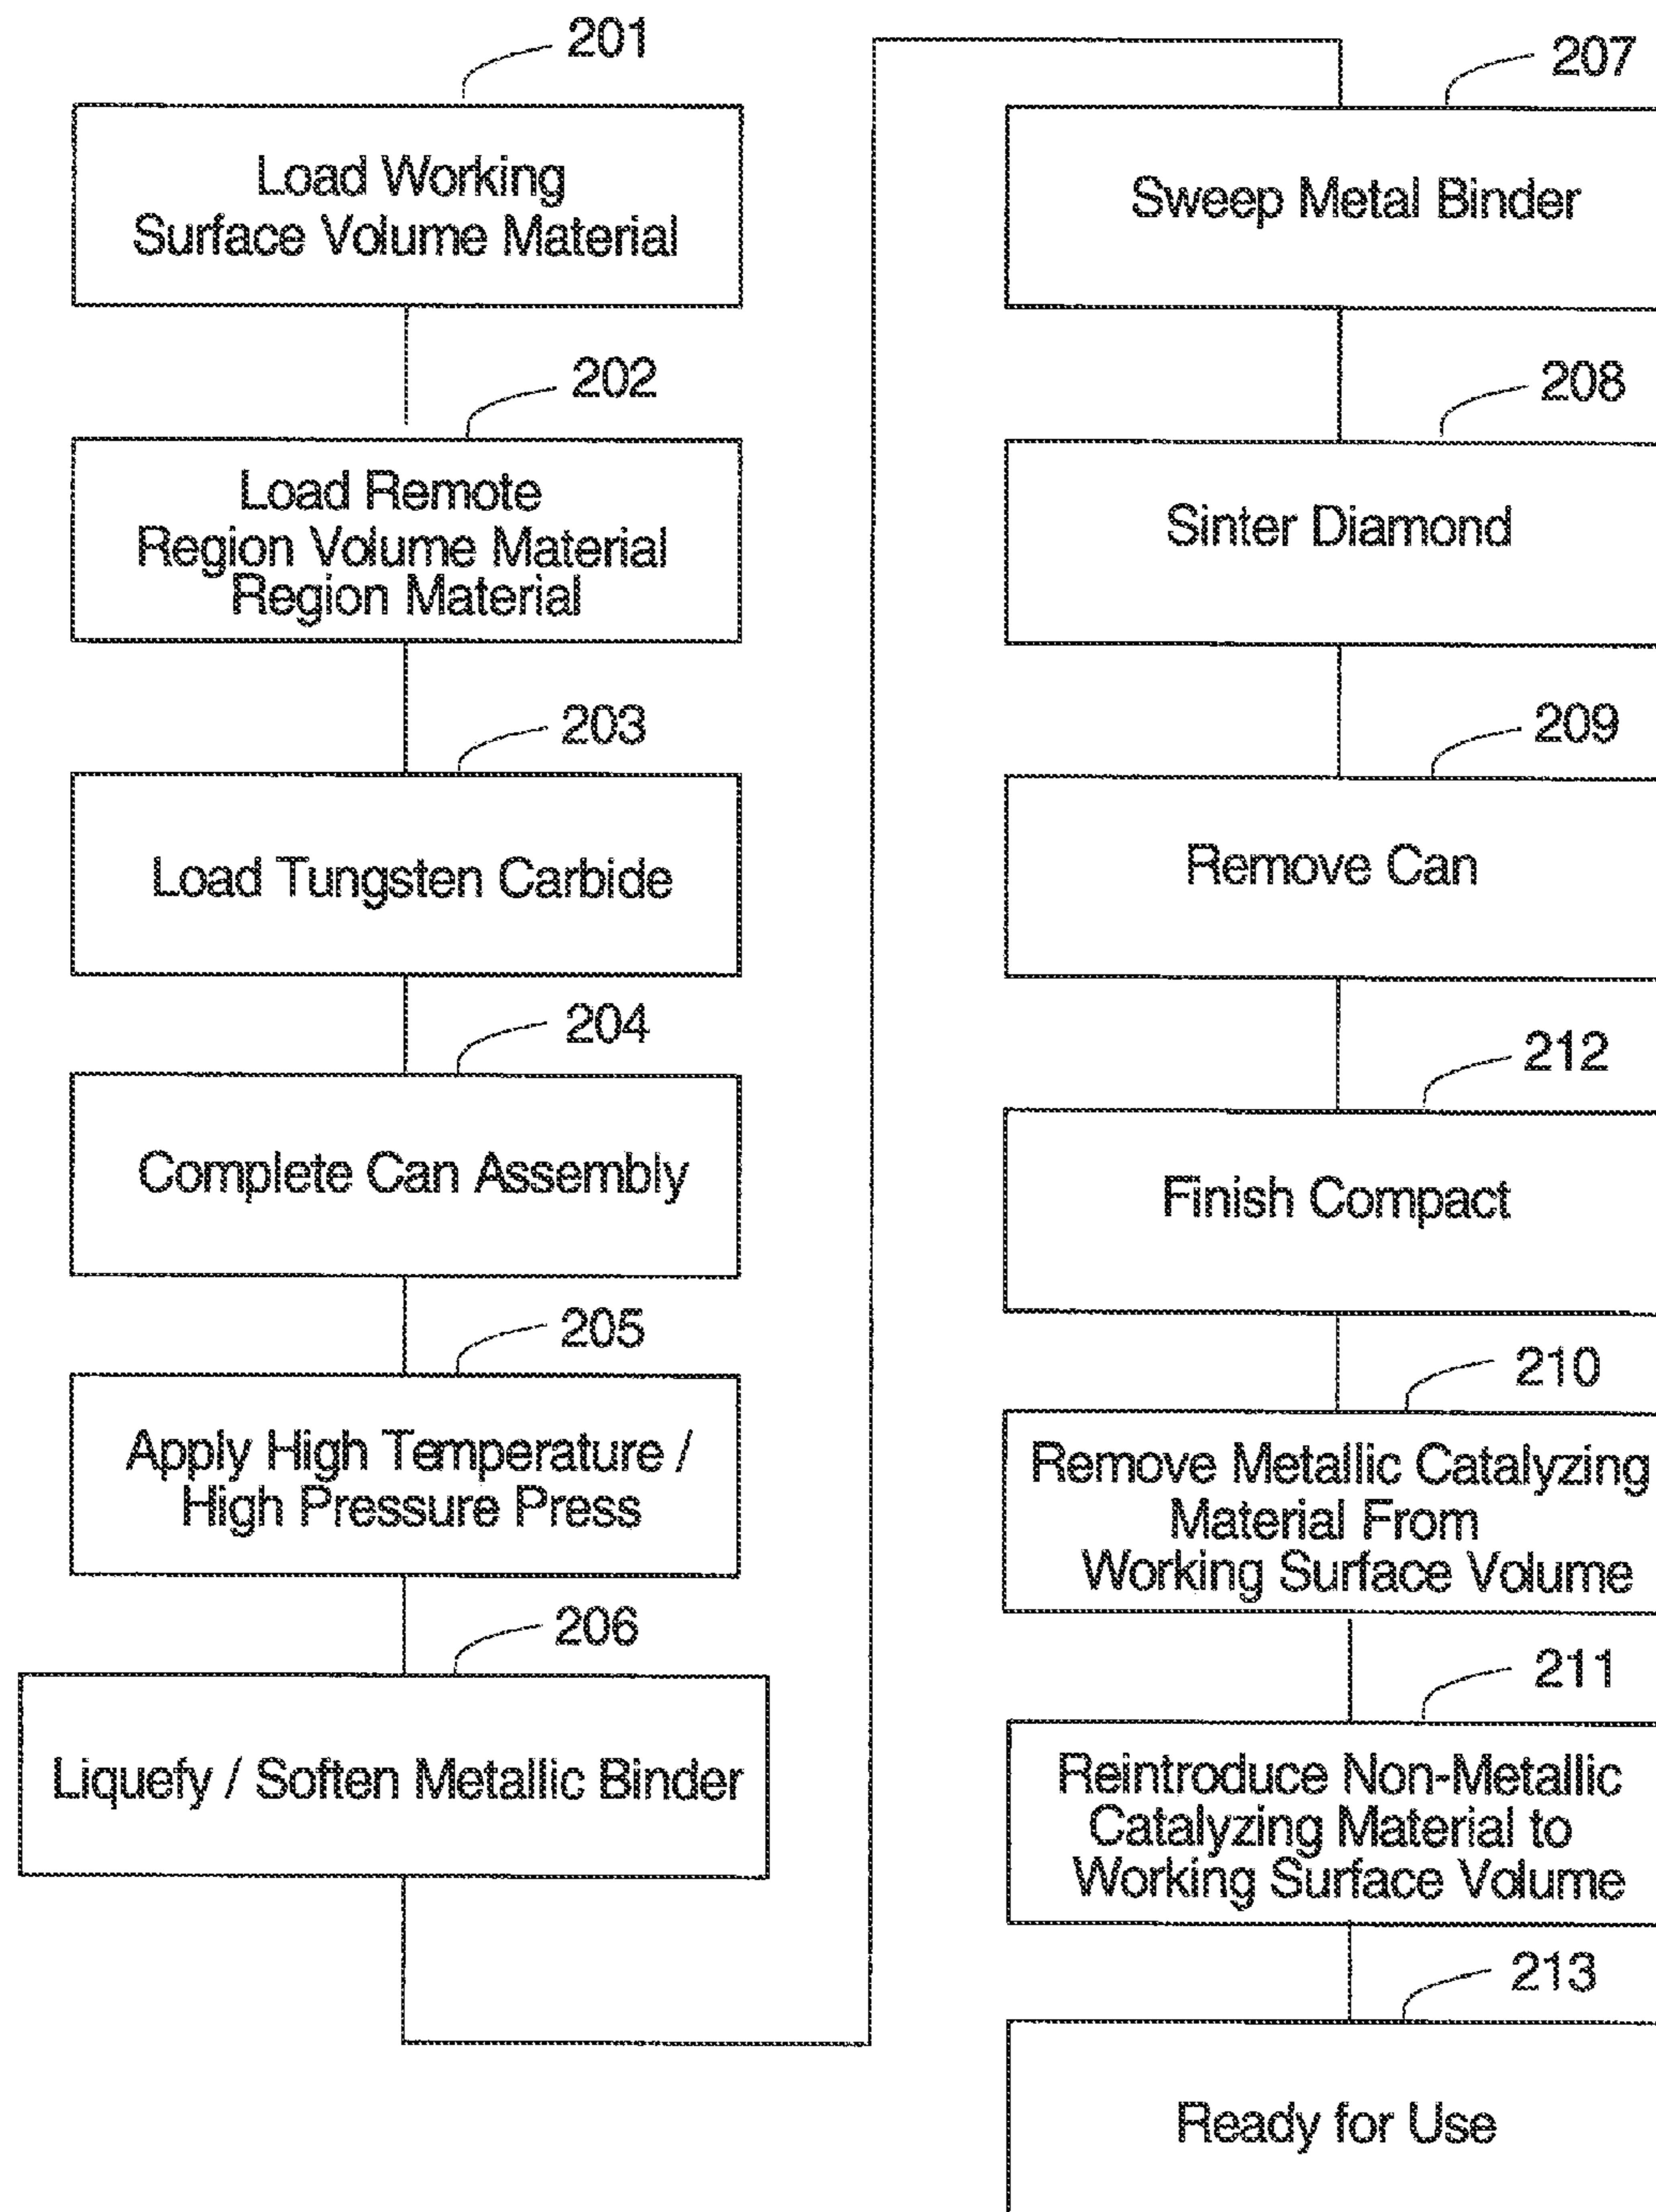 201
Load Working
Surface Volume Material
202
Load Remote
Region Volume Material
Region Material
203
Load Tungsten Carbide
204
Complete Can Assembly
205
Apply High Temperature /
High Pressure Press
206
Liquefy / Soften Metallic Binder
207
Sweep Metal Binder
208
Sinter Diamond
209
Remove Can
212
Finish Compact
210
Remove Metallic Catalyzing
Material From
Working Surface Volume
211
Reintroduce Non-Metallic
Catalyzing Material to
Working Surface Volume
213
Ready for Use